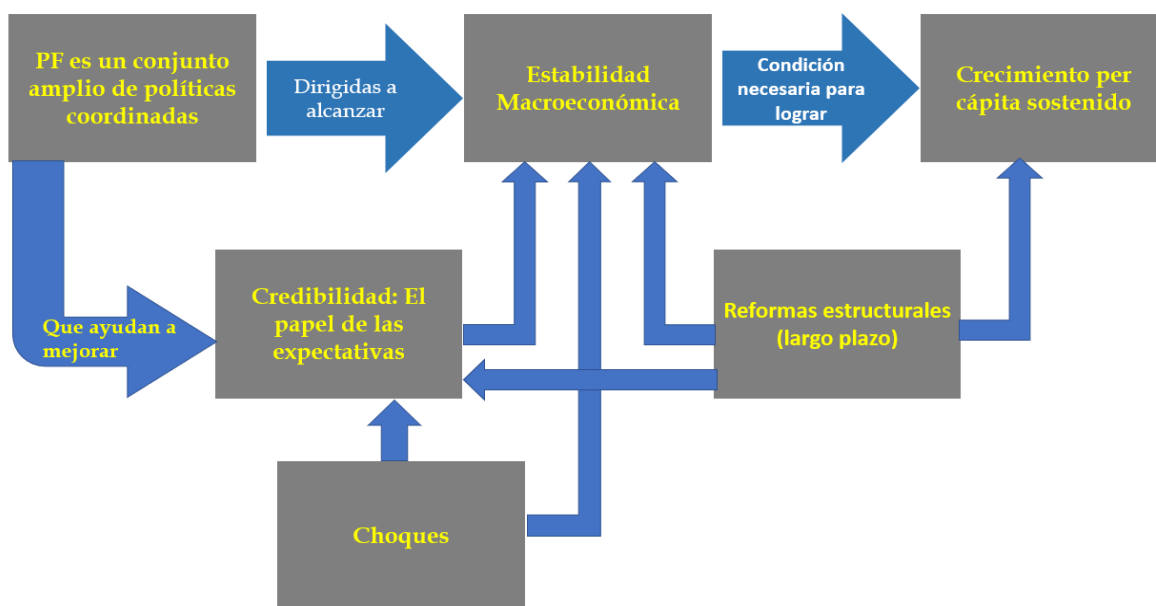 PF es un conjunto
amplio de políticas
coordinadas
Dirigidas a
alcanzar
Estabilidad
Macroeconómica
Condición
necesaria para
lograr
Crecimiento per
cápita sostenido
Que ayudan a
mejorar
Credibilidad: El
papel de las
expectativas
Reformas estructurales
(largo plazo)
Choques